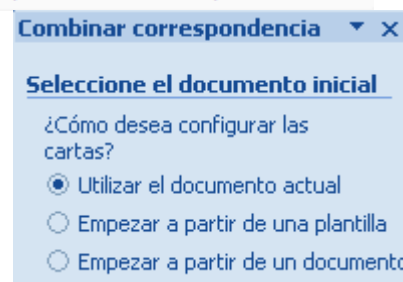 Combinar correspondencia
Seleccione el documento inicial
¿Cómo desea configurar las
cartas?
Utilizar el documento actual
Empezar a partir de una plantilla
Empezar a partir de un documento